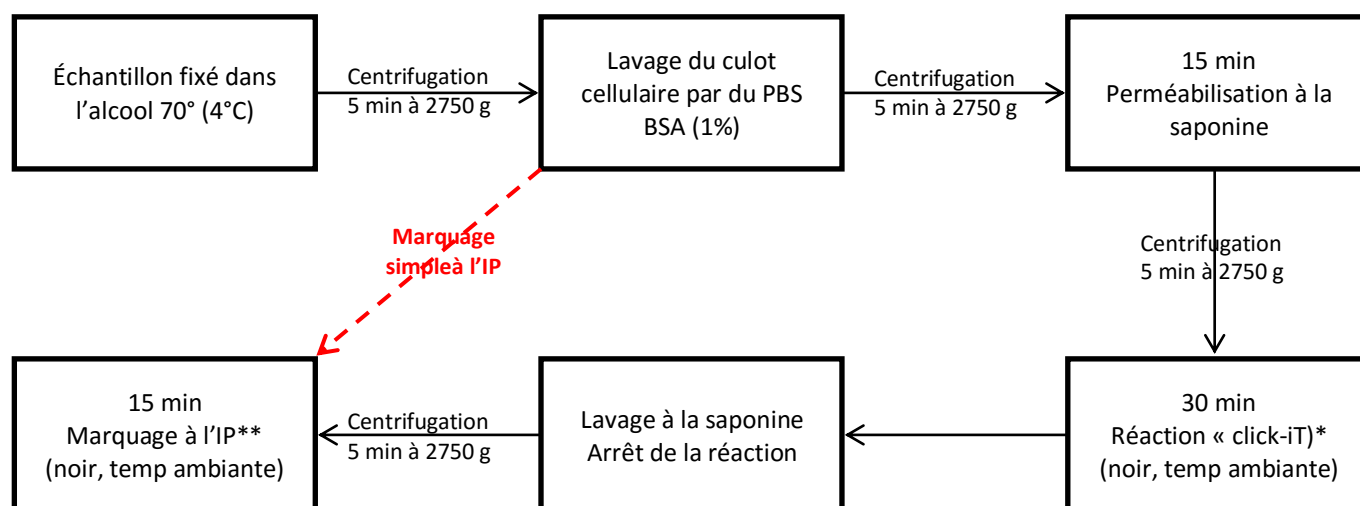 Échantillon fixé dans
l'alcool 70° (4°C)
Centrifugation
5 min à 2750 g
Lavage du culot
cellulaire par du PBS
BSA (1%)
Centrifugation
5 min à 2750 g
15 min
Perméabilisation à la
saponine
Marquage
simpleà l'IP
Centrifugation
5 min à 2750 g
15 min
Marquage à l'IP**
(noir, temp ambiante)
Centrifugation
5 min à 2750 g
Lavage à la saponine
Arrêt de la réaction
30 min
Réaction « click-iT)*
(noir, temp ambiante)